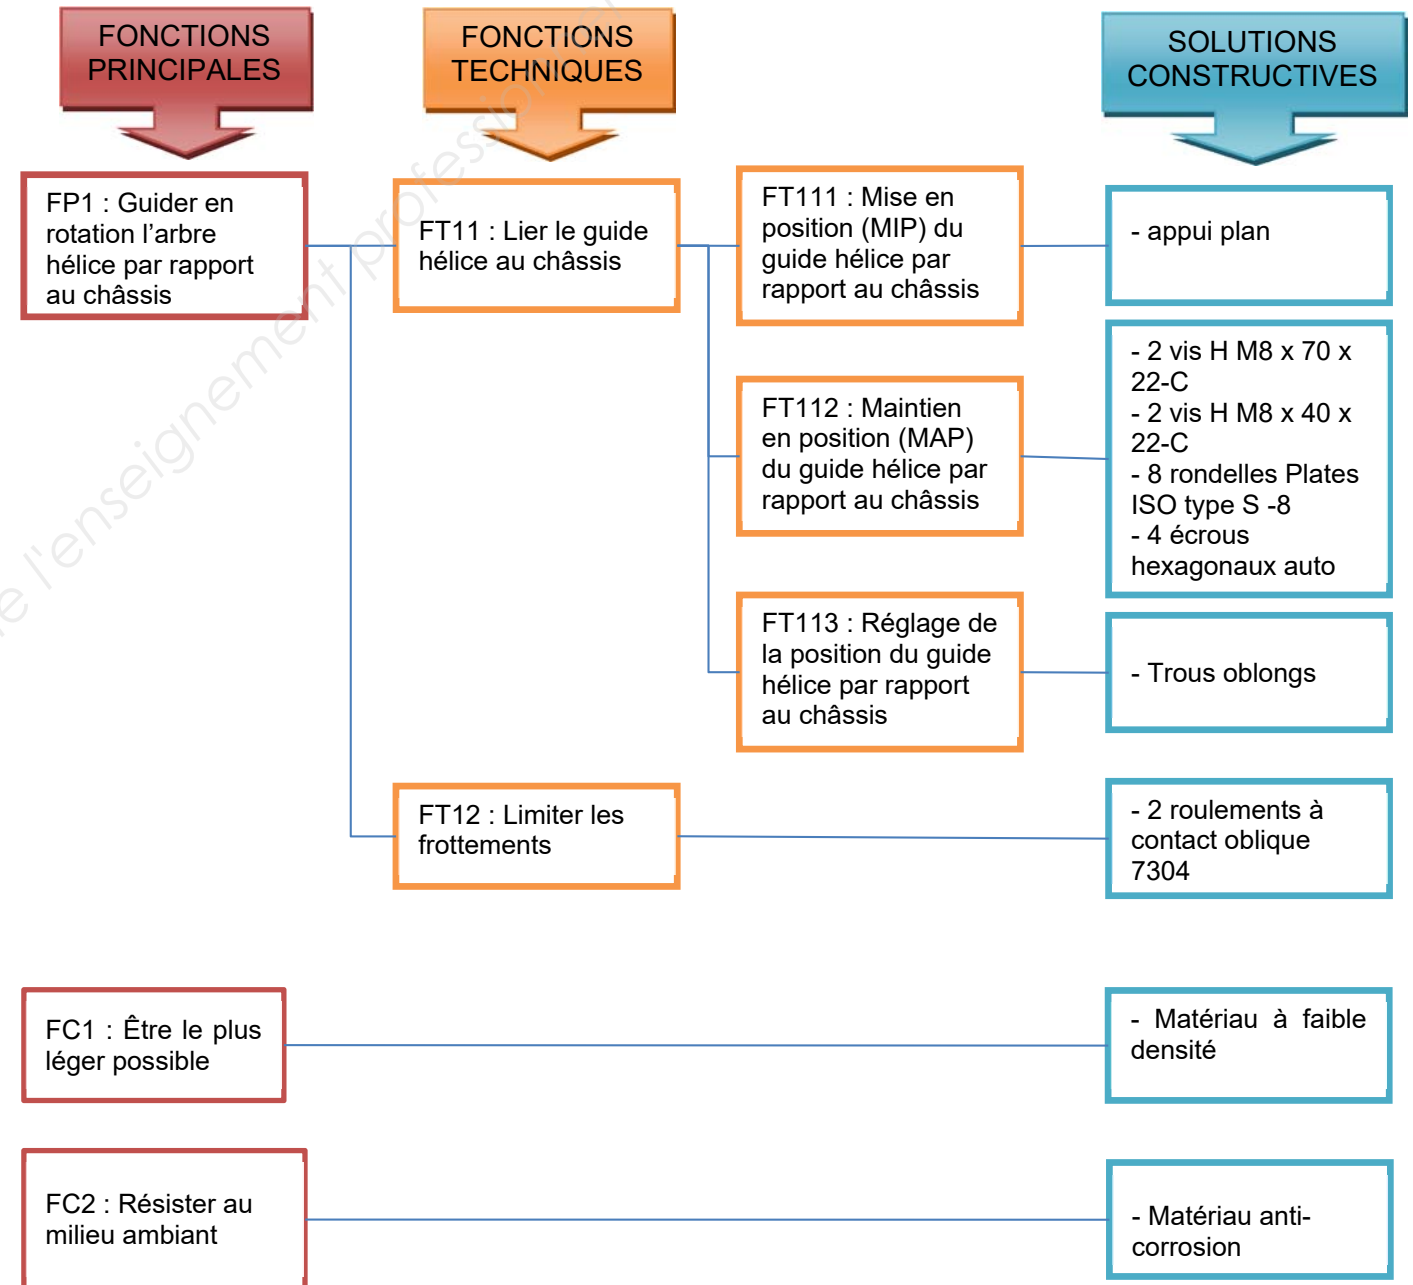 FONCTIONS
PRINCIPALES
FONCTIONS
TECHNIQUES
SOLUTIONS
CONSTRUCTIVES
FP1 : Guider en
rotation l’arbre
hélice par rapport
au châssis
FT11 : Lier le guide
hélice au châssis
FT111 : Mise en
position (MIP) du
guide hélice par
rapport au châssis
- appui plan
FT112 : Maintien
en position (MAP)
du guide hélice par
rapport au châssis
- 2 vis H M8 x 70 x
22-C
- 2 vis H M8 x 40 x
22-C
- 8 rondelles Plates
ISO type S -8
- 4 écrous
hexagonaux auto
FT113 : Réglage de
la position du guide
hélice par rapport
au châssis
- Trous oblongs
FT12 : Limiter les
frottements
- 2 roulements à
contact oblique
7304
FC1 : Être le plus
léger possible
- Matériau à faible
densité
FC2 : Résister au
milieu ambiant
- Matériau anti-
corrosion
e l'enseignement profession